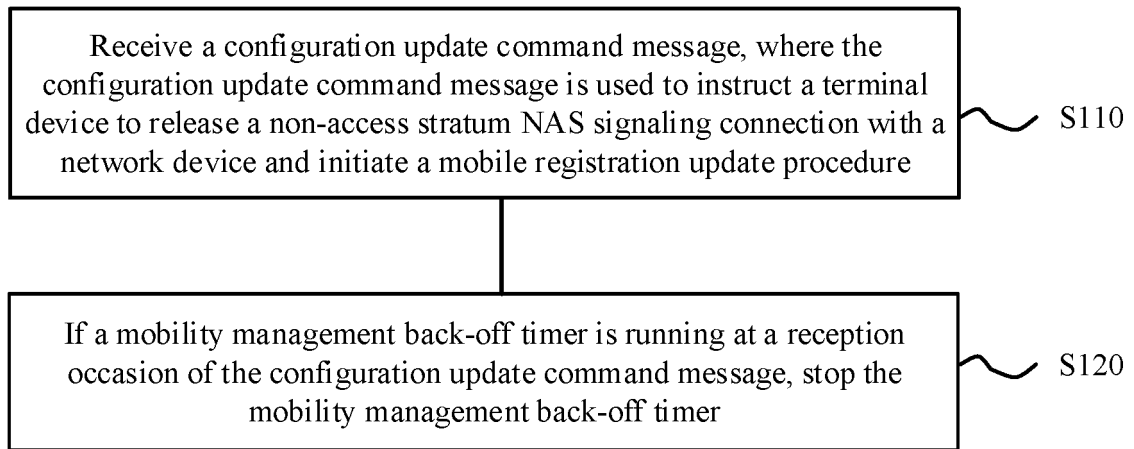 Receive a configuration update command message, where the
configuration update command message is used to instruct a terminal
device to release a non-access stratum NAS signaling connection with a
network device and initiate a mobile registration update procedure
S110
If a mobility management back-off timer is running at a reception
occasion of the configuration update command message, stop the
mobility management back-off timer
S120